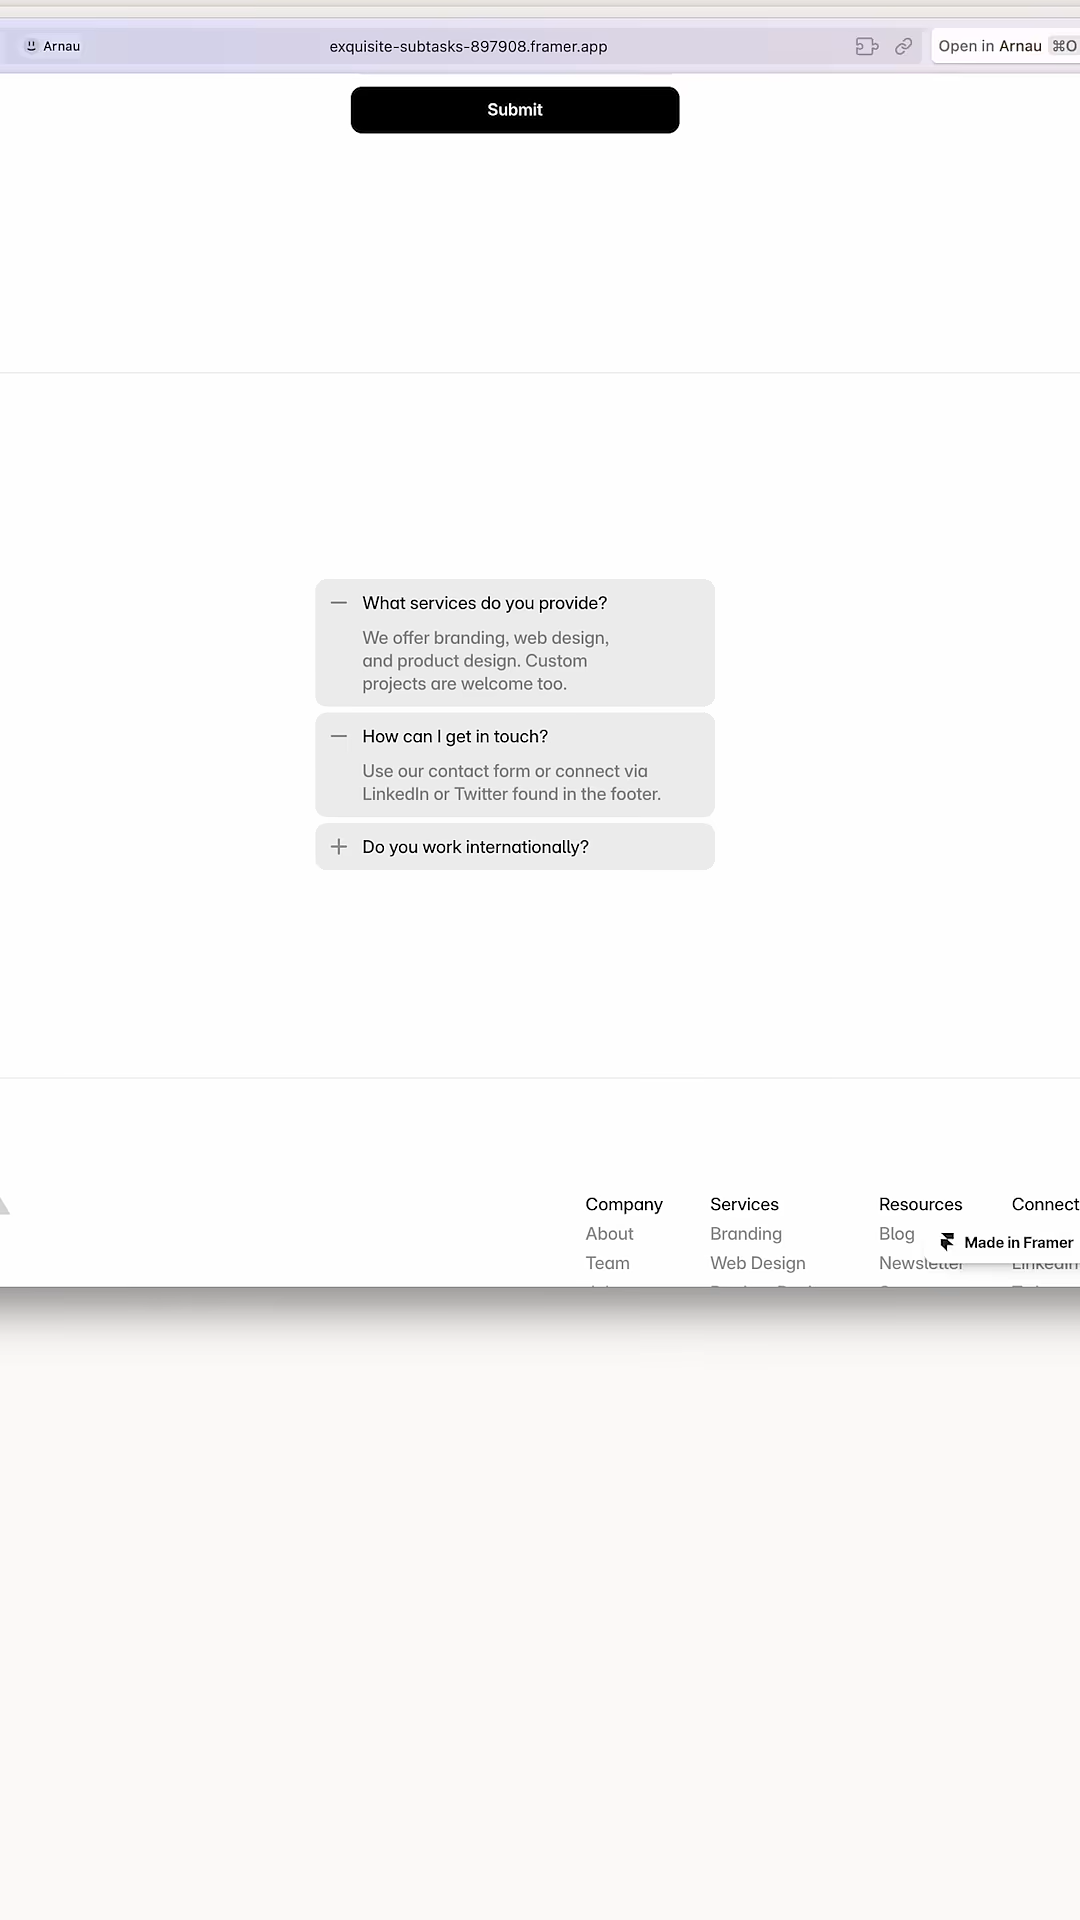 Arnau
exquisite-subtasks-897908.framer.app
Open in Arnau ⌘O
Submit
What services do you provide?
We offer branding, web design,
and product design. Custom
projects are welcome too.
How can I get in touch?
Use our contact form or connect via
LinkedIn or Twitter found in the footer.
Do you work internationally?
Company Services Resources Connect
About Branding Blog
Made in Framer
Team Web Design Newsletter LinkedIn